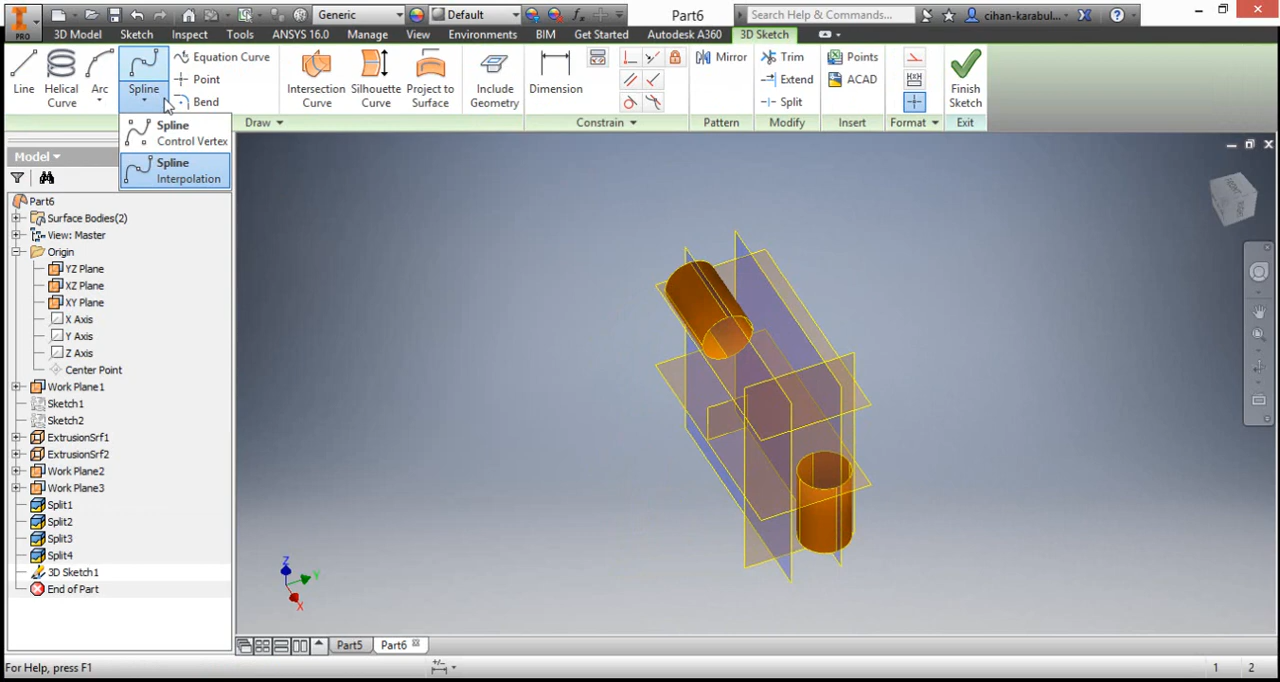 PRO
Generic
Default
Part6
Search Help & Commands...
cihan-karabul...
3D Model
Sketch
Inspect
Tools
ANSYS 16.0
Manage
View
Environments
BIM
Get Started
Autodesk A360
3D Sketch
Line
Helical
Curve
Arc
Spline
Equation Curve
Point
Bend
Intersection
Curve
Silhouette
Curve
Project to
Surface
Include
Geometry
Dimension
Mirror
Trim
Extend
Split
Points
ACAD
Finish
Sketch
Draw
Constrain
Pattern
Modify
Insert
Format
Exit
Spline
Control Vertex
Spline
Interpolation
Model
Part6
Surface Bodies(2)
View: Master
Origin
YZ Plane
XZ Plane
XY Plane
X Axis
Y Axis
Z Axis
Center Point
Work Plane1
Sketch1
Sketch2
ExtrusionSrf1
ExtrusionSrf2
Work Plane2
Work Plane3
Split1
Split2
Split3
Split4
3D Sketch1
End of Part
FRONT
RIGHT
Z
Y
X
Part5
Part6
For Help, press F1
1
2